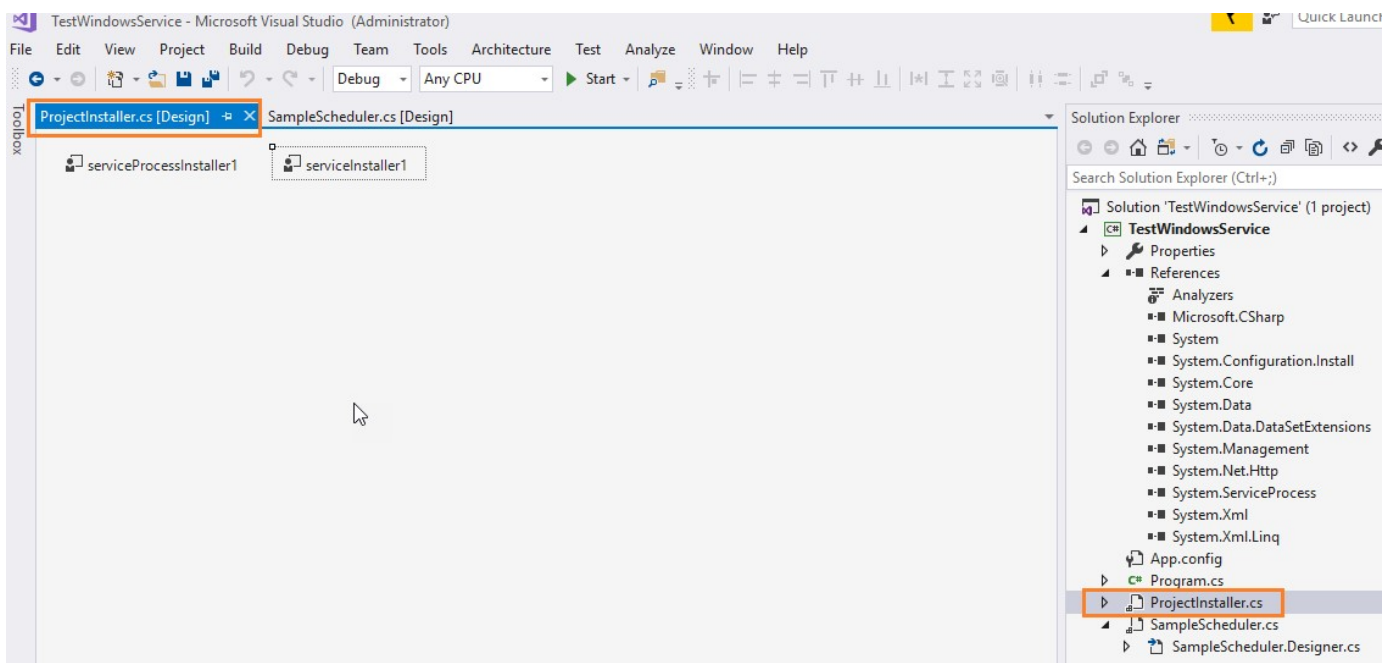 TestWindowsService - Microsoft Visual Studio (Administrator)
Quick Launch
File Edit View Project Build Debug Team Tools Architecture Test Analyze Window Help
Debug Any CPU Start
Toolbox
ProjectInstaller.cs [Design] SampleScheduler.cs [Design]
serviceProcessInstaller1 serviceInstaller1
Solution Explorer
Search Solution Explorer (Ctrl+;)
Solution 'TestWindowsService' (1 project)
C# TestWindowsService
Properties
References
Analyzers
Microsoft.CSharp
System
System.Configuration.Install
System.Core
System.Data
System.Data.DataSetExtensions
System.Management
System.Net.Http
System.ServiceProcess
System.Xml
System.Xml.Linq
App.config
C# Program.cs
ProjectInstaller.cs
SampleScheduler.cs
SampleScheduler.Designer.cs